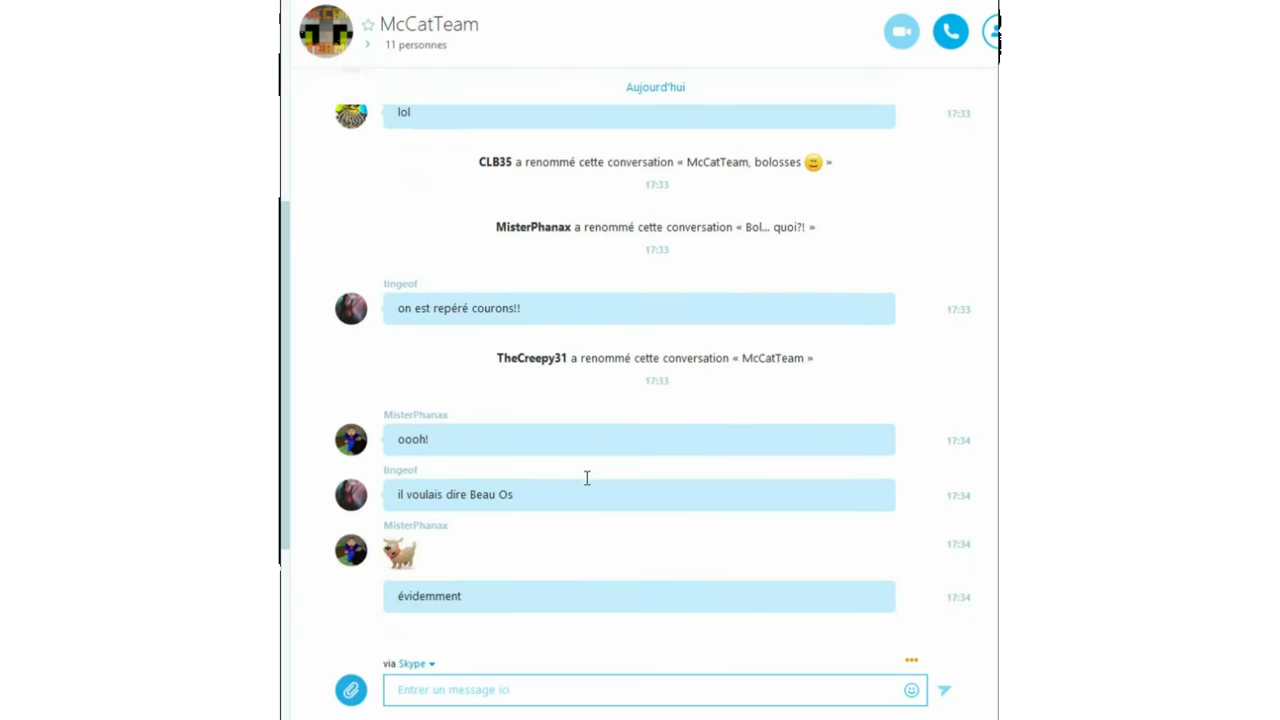 McCatTeam
11 personnes
Aujourd'hui
lol 17:33
CLB35 a renommé cette conversation « McCatTeam, bolosses »
17:33
MisterPhanax a renommé cette conversation « Bol... quoi?! »
17:33
tingeof
on est repéré courons!! 17:33
TheCreepy31 a renommé cette conversation « McCatTeam »
17:33
MisterPhanax
oooh! 17:34
tingeof
il voulais dire Beau Os 17:34
MisterPhanax
17:34
évidemment 17:34
via Skype
Entrer un message ici